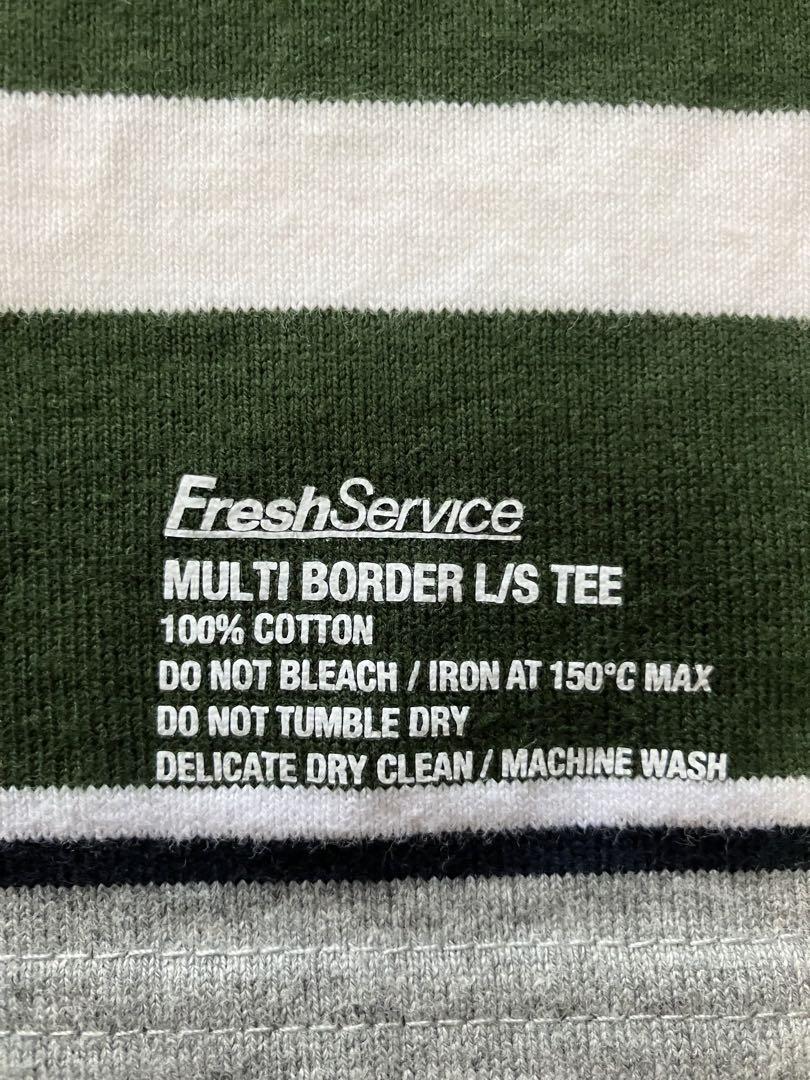 FreshService
MULTI BORDER L/S TEE
100% COTTON
DO NOT BLEACH / IRON AT 150°C MAX
DO NOT TUMBLE DRY
DELICATE DRY CLEAN / MACHINE WASH